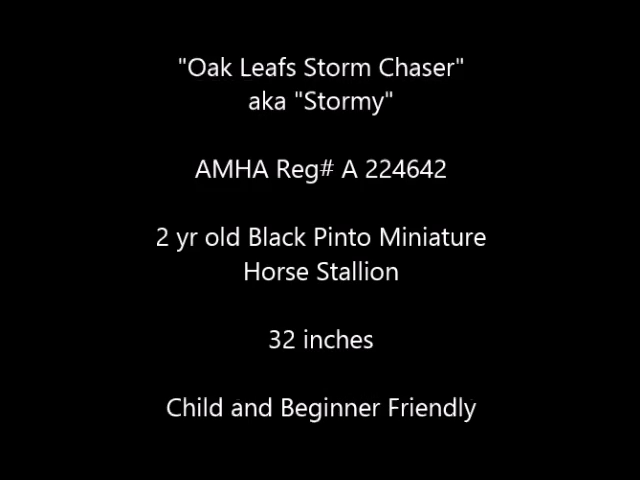 "Oak Leafs Storm Chaser"
aka "Stormy"
AMHA Reg# A 224642
2 yr old Black Pinto Miniature
Horse Stallion
32 inches
Child and Beginner Friendly